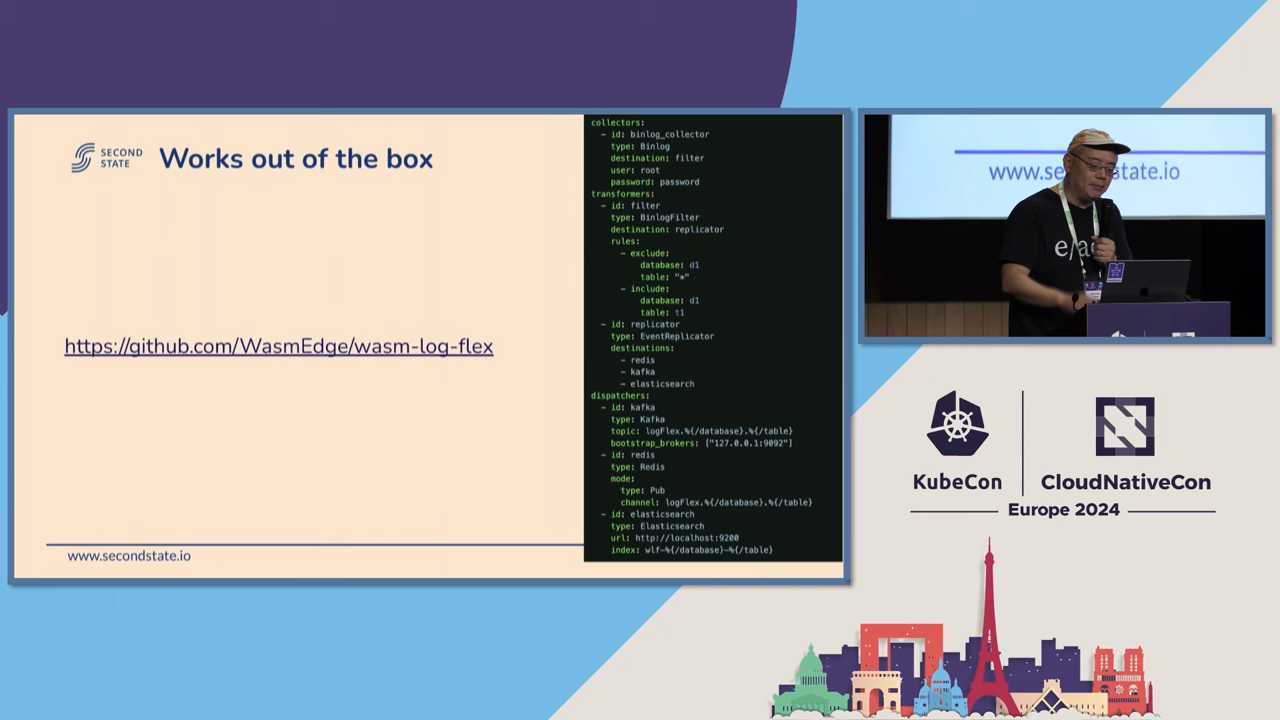 SECOND
STATE
Works out of the box
https://github.com/WasmEdge/wasm-log-flex
www.secondstate.io
collectors:
- id: binlog_collector
type: Binlog
destination: filter
user: root
password: password
transformers:
- id: filter
type: BinlogFilter
destination: replicator
rules:
- exclude:
database: d1
table: "*"
- include:
database: d1
table: t1
- id: replicator
type: EventReplicator
destinations:
- redis
- kafka
- elasticsearch
dispatchers:
- id: kafka
type: Kafka
topic: logFlex.%{/database}.%{/table}
bootstrap_brokers: ["127.0.0.1:9092"]
- id: redis
type: Redis
mode:
type: Pub
channel: logFlex.%{/database}.%{/table}
- id: elasticsearch
type: Elasticsearch
url: http://localhost:9200
index: wlf-%{/database}-%{/table}
KubeCon
CloudNativeCon
Europe 2024